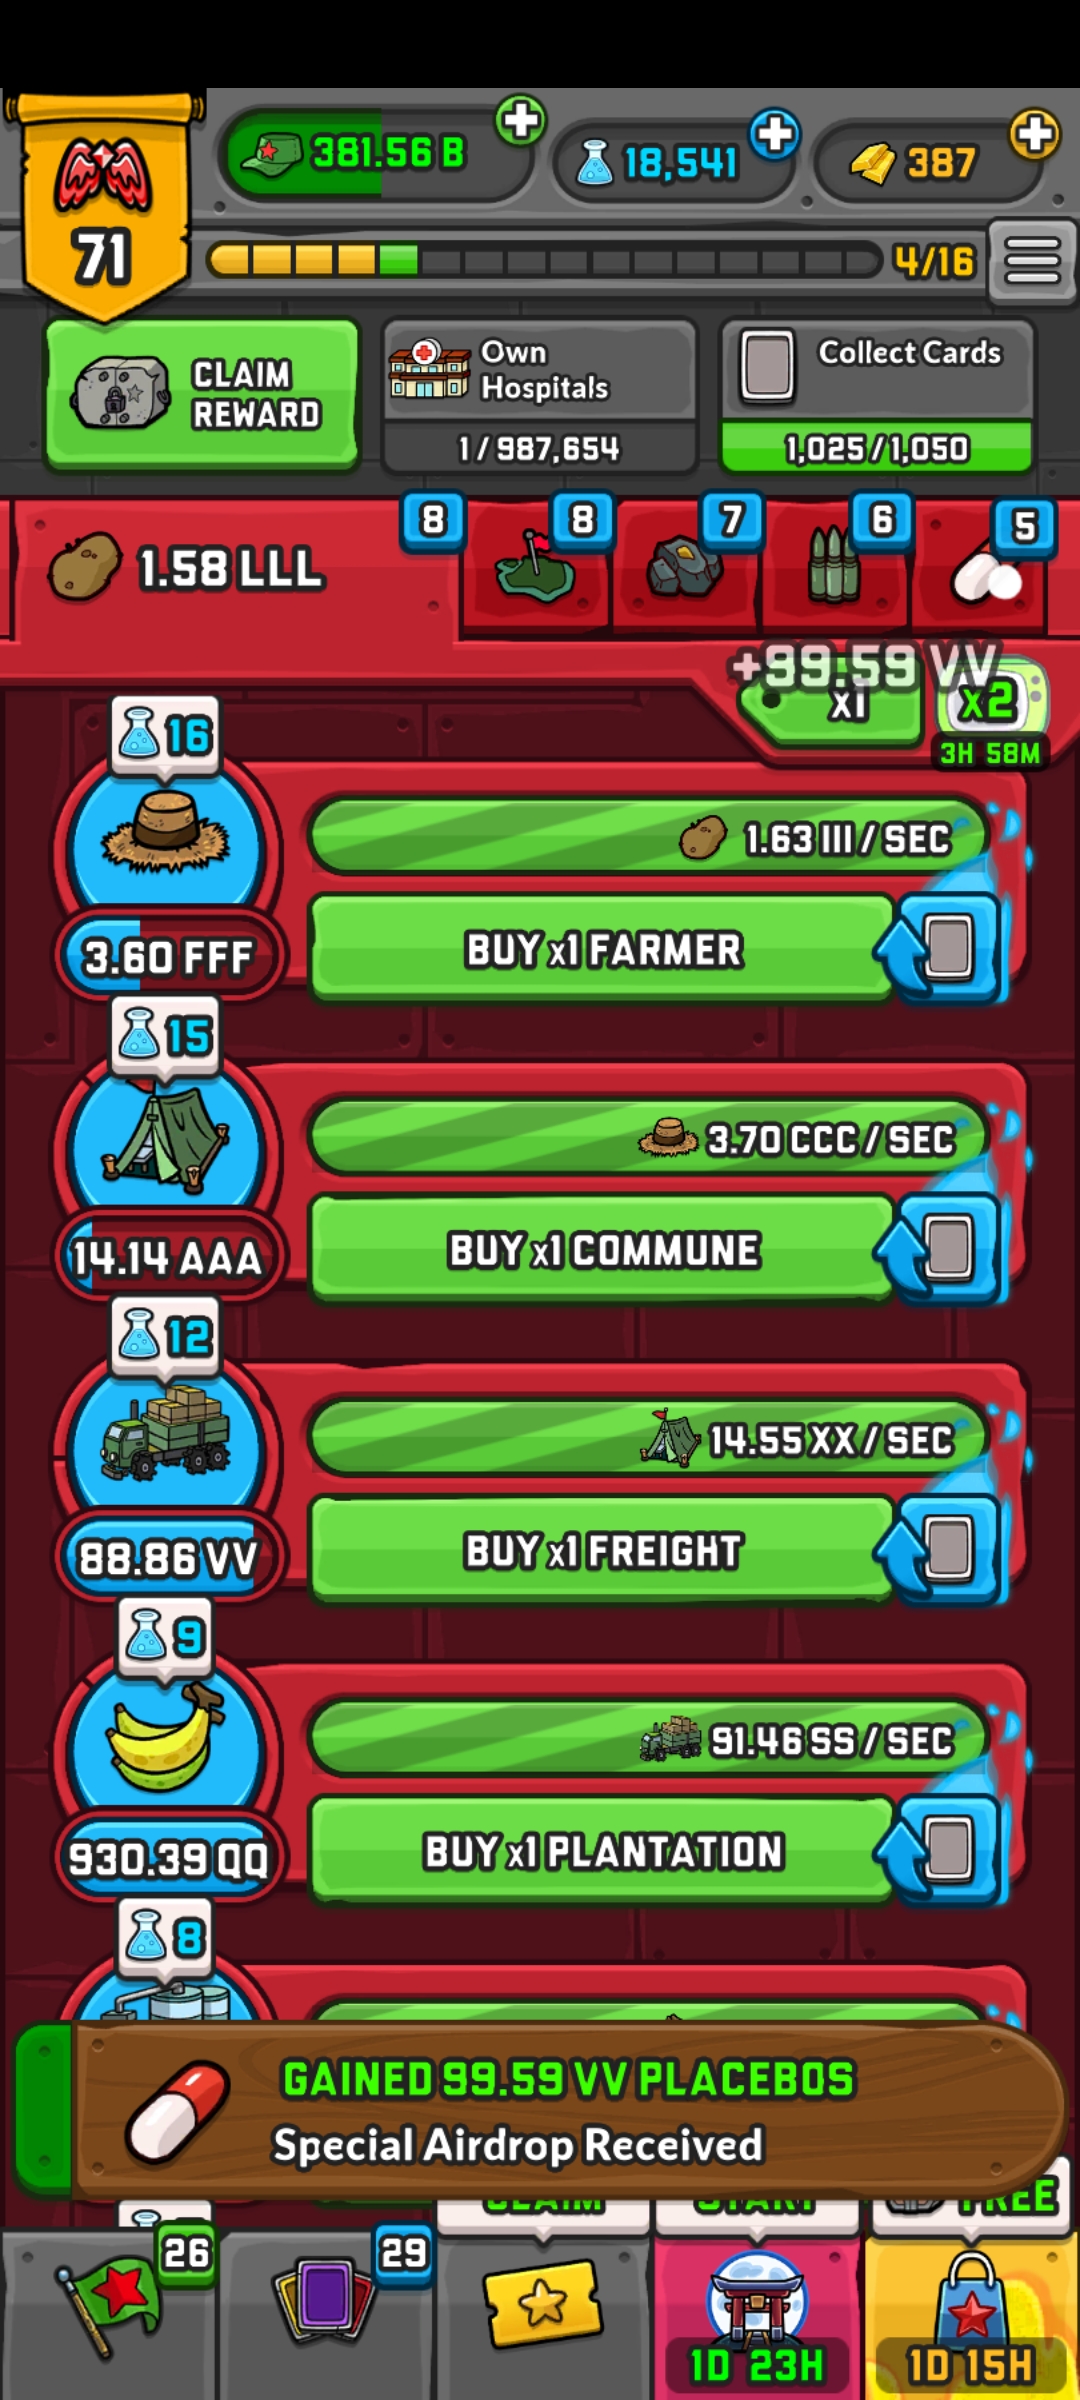 71
381.56 B
18,541
387
4/16
CLAIM
REWARD
Own
Hospitals
1/987,654
Collect Cards
1,025/1,050
1.58 LLL
8
8
7
6
5
+99.59 VV
x1
x2
3H 58M
16
1.63 III/SEC
3.60 FFF
BUY x1 FARMER
15
3.70 CCC/SEC
14.14 AAA
BUY x1 COMMUNE
12
14.55 XX/SEC
88.86 VV
BUY x1 FREIGHT
9
91.46 SS/SEC
930.39 QQ
BUY x1 PLANTATION
8
GAINED 99.59 VV PLACEBOS
Special Airdrop Received
CLAIM
START
FREE
26
29
1D 23H
1D 15H